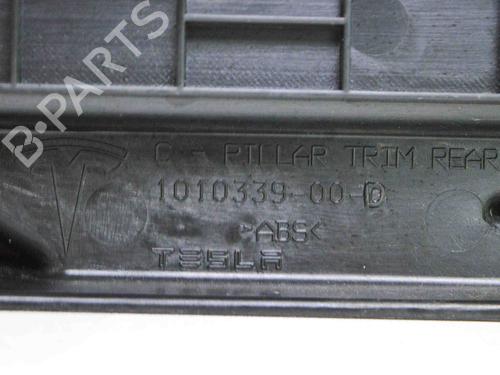 B-PARTS
C - PILLAR TRIM REAR
1010339-00-D
>ABS<
TESLA